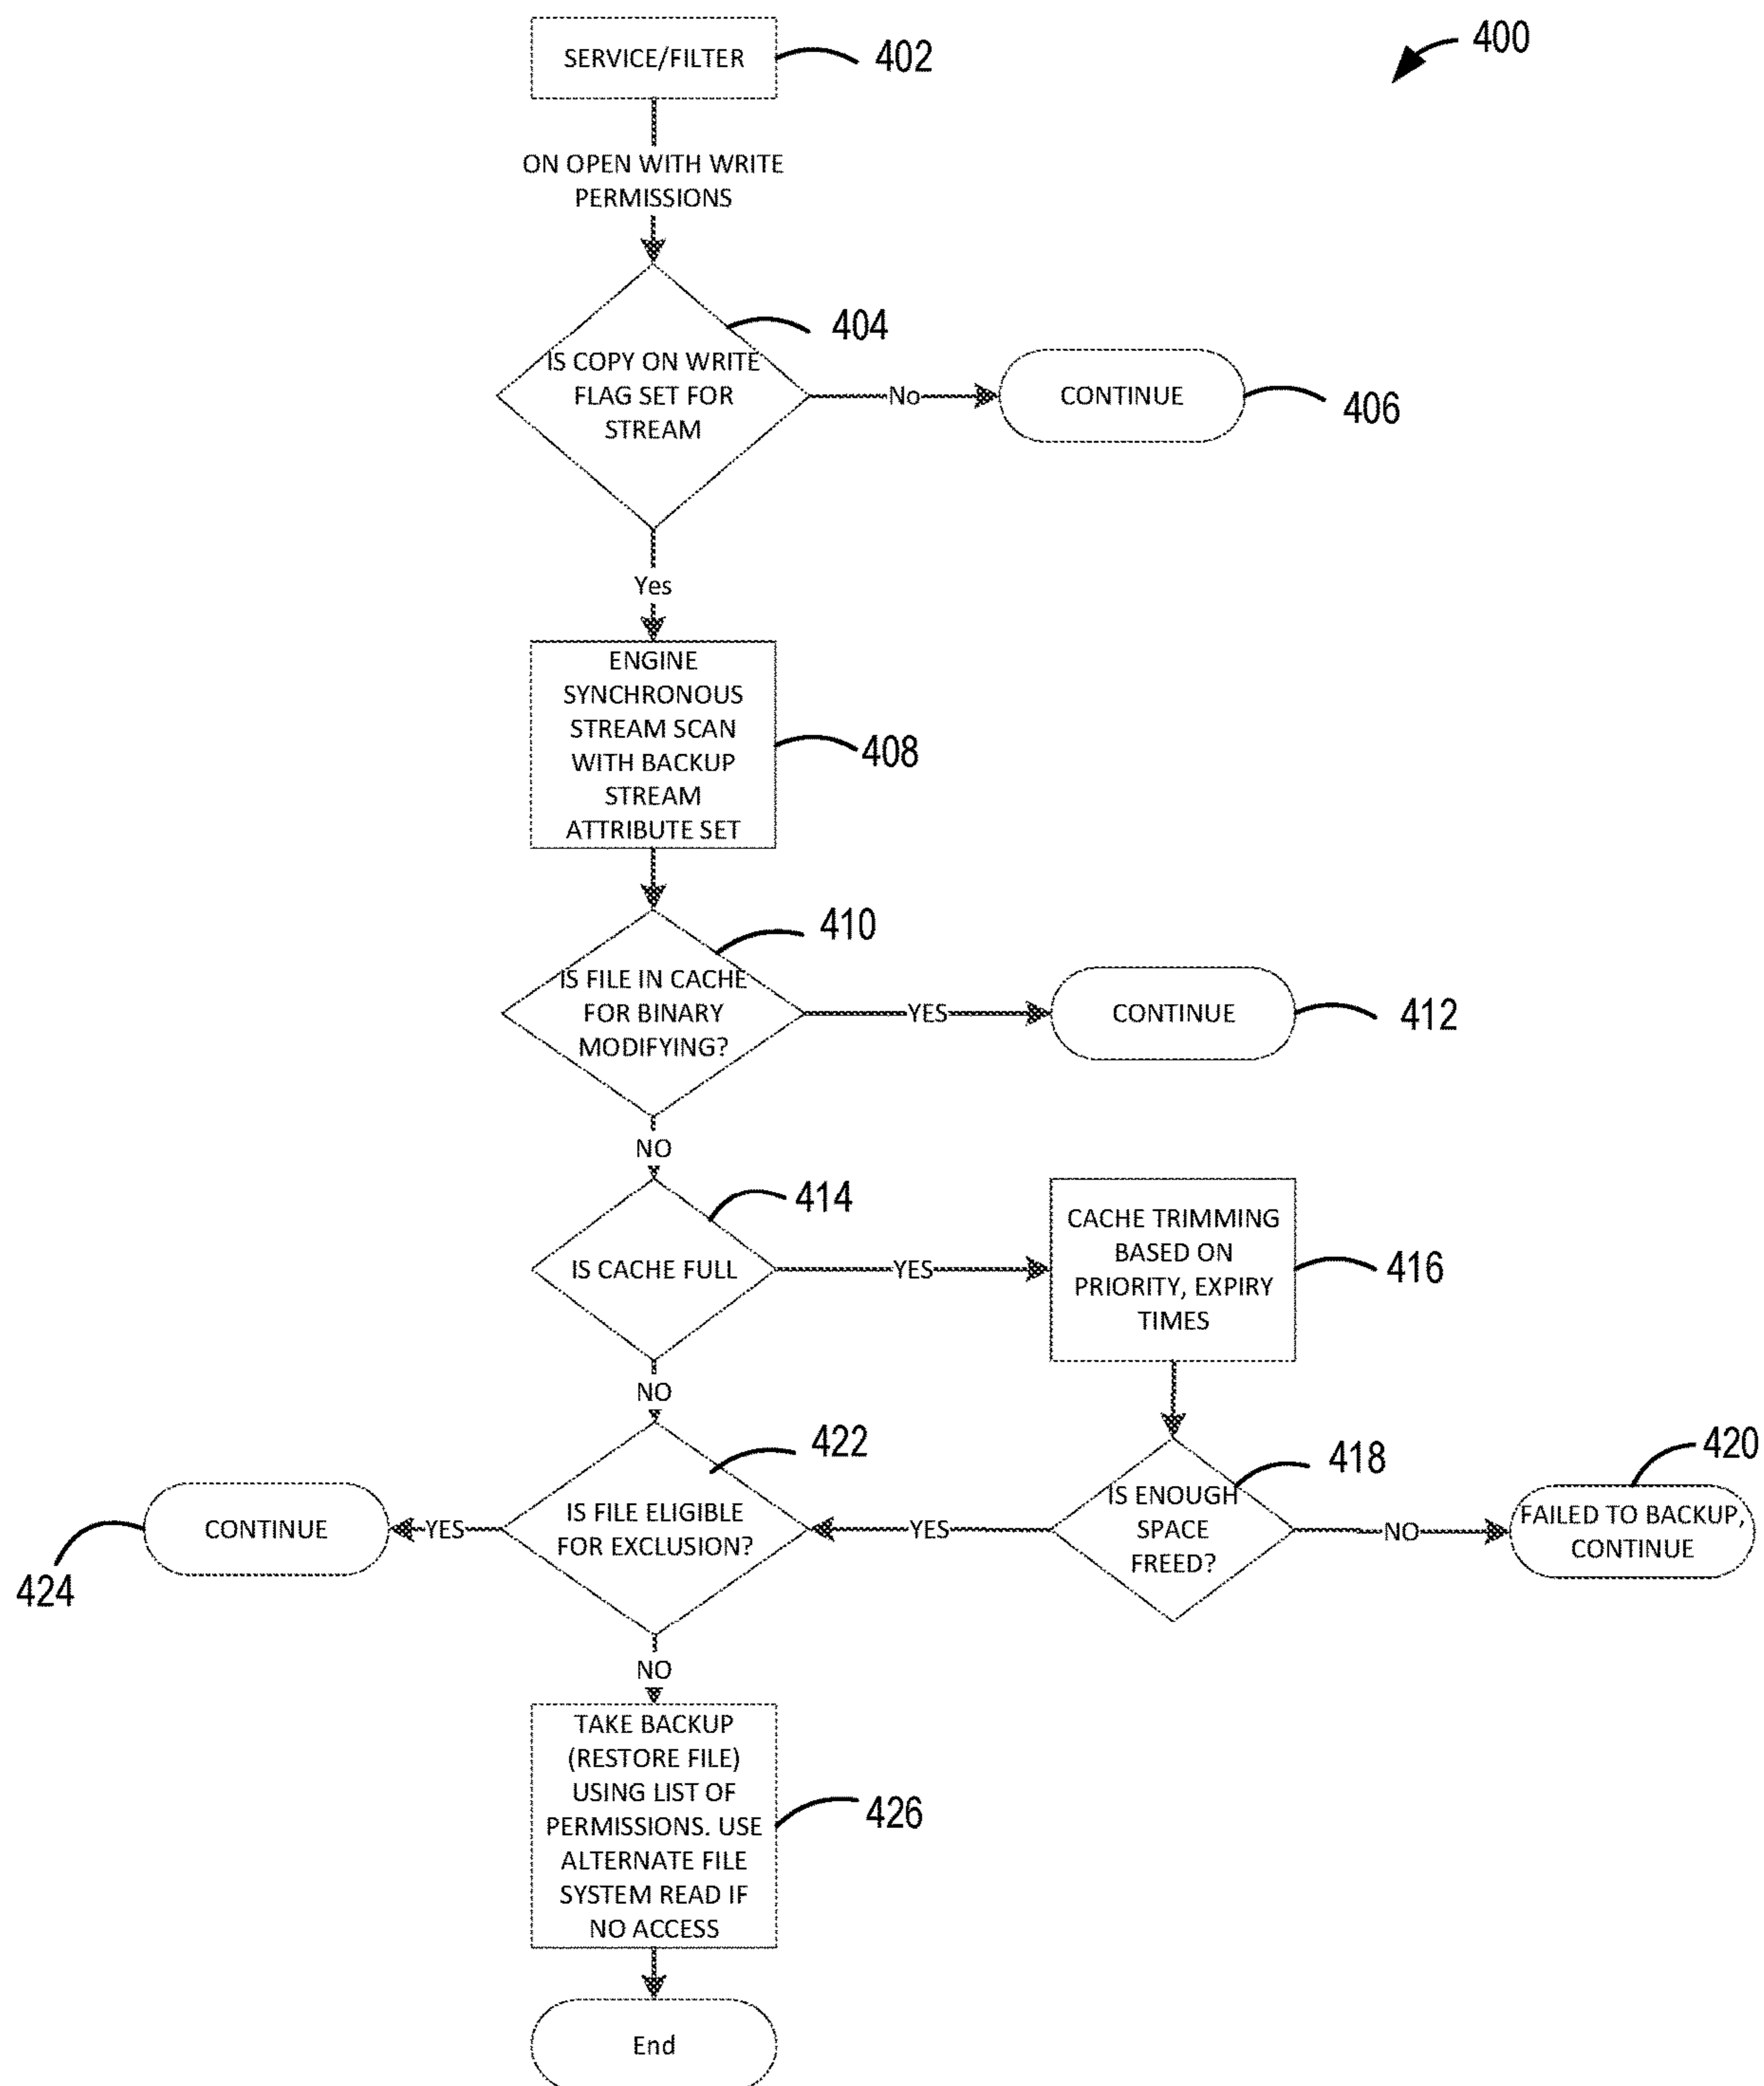 400
SERVICE/FILTER
402
ON OPEN WITH WRITE
PERMISSIONS
404
IS COPY ON WRITE
FLAG SET FOR
STREAM
No
CONTINUE
406
Yes
ENGINE
SYNCHRONOUS
STREAM SCAN
WITH BACKUP
STREAM
ATTRIBUTE SET
408
410
IS FILE IN CACHE
FOR BINARY
MODIFYING?
YES
CONTINUE
412
NO
414
IS CACHE FULL
YES
CACHE TRIMMING
BASED ON
PRIORITY, EXPIRY
TIMES
416
NO
422
IS FILE ELIGIBLE
FOR EXCLUSION?
YES
CONTINUE
424
YES
418
IS ENOUGH
SPACE
FREED?
NO
420
FAILED TO BACKUP,
CONTINUE
NO
TAKE BACKUP
(RESTORE FILE)
USING LIST OF
PERMISSIONS. USE
ALTERNATE FILE
SYSTEM READ IF
NO ACCESS
426
End